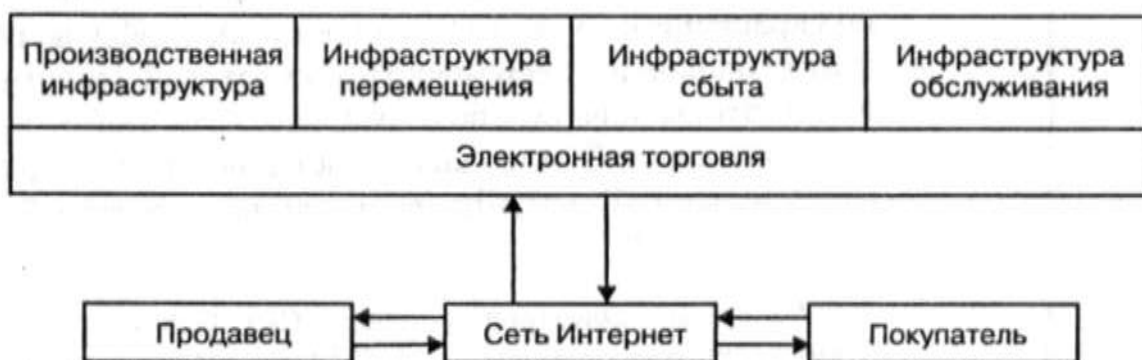 Производственная
инфраструктура
Инфраструктура
перемещения
Инфраструктура
сбыта
Инфраструктура
обслуживания
Электронная торговля
Продавец
Сеть Интернет
Покупатель